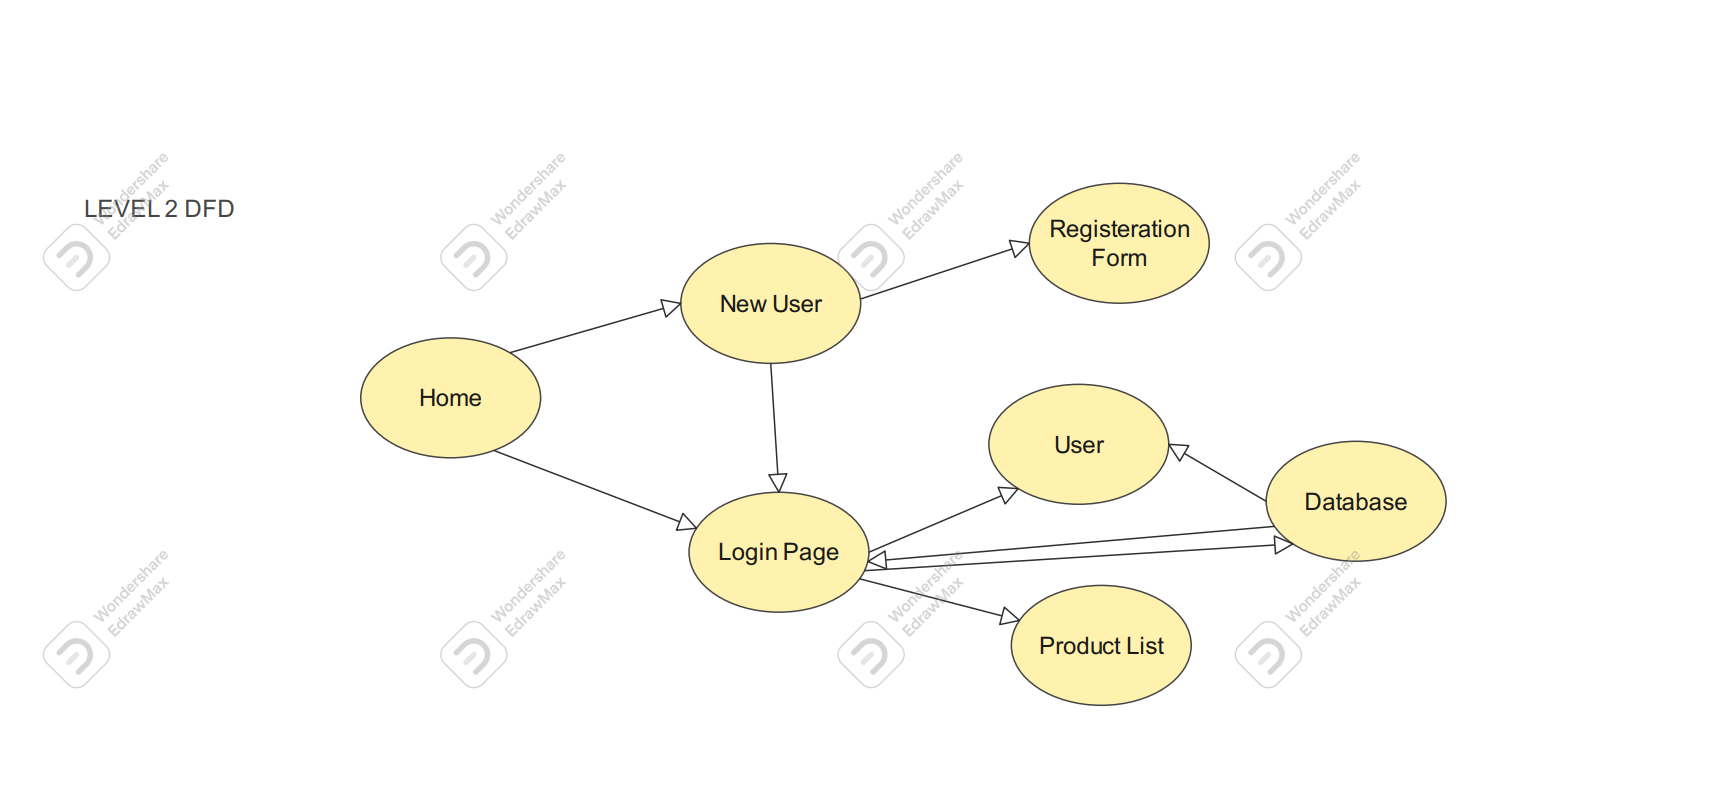 LEVEL 2 DFD
Wondershare
EdrawMax
Wondershare
EdrawMax
Wondershare
EdrawMax
Wondershare
EdrawMax
Registeration
Form
New User
Home
User
Database
Login Page
Product List
Wondershare
EdrawMax
Wondershare
EdrawMax
Wondershare
EdrawMax
Wondershare
EdrawMax